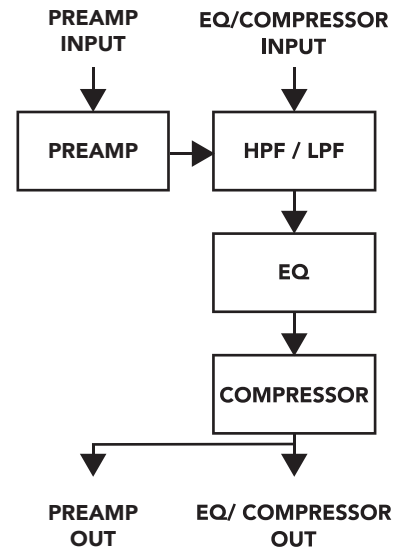 PREAMP
INPUT
EQ/COMPRESSOR
INPUT
PREAMP
HPF / LPF
EQ
COMPRESSOR
PREAMP
OUT
EQ/ COMPRESSOR
OUT